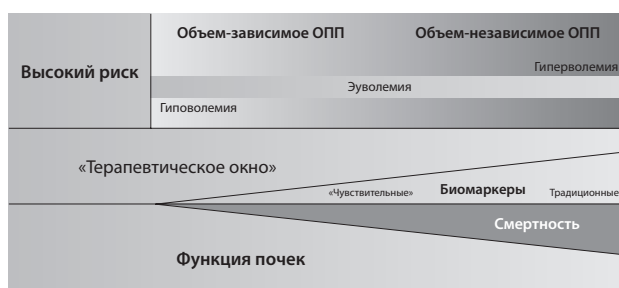 Объем-зависимое ОПП Объем-независимое ОПП
Высокий риск
Гиперволемия
Эуволемия
Гиповолемия
«Терапевтическое окно»
«Чувствительные» Биомаркеры Традиционные
Смертность
Функция почек